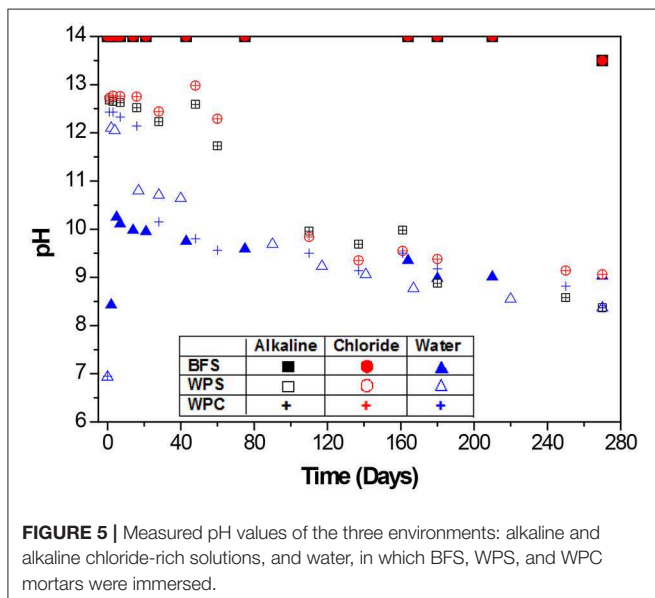 14
13
12
11
10
9
8
7
6
pH
Alkaline Chloride Water
BFS
WPS
WPC
0 40 80 120 160 200 240 280
Time (Days)
FIGURE 5 | Measured pH values of the three environments: alkaline and
alkaline chloride-rich solutions, and water, in which BFS, WPS, and WPC
mortars were immersed.